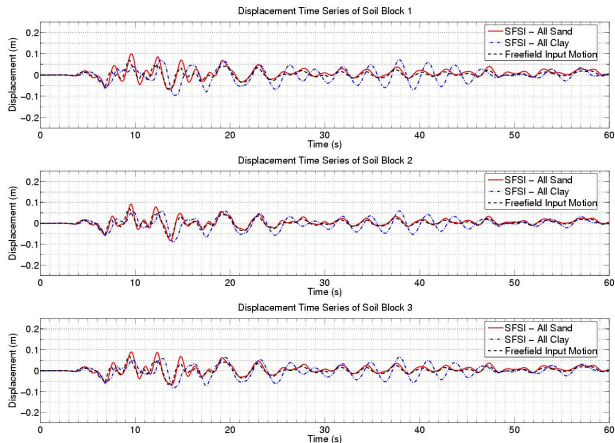 Displacement Time Series of Soil Block 1
Displacement (m)
0.2
0.1
0
−0.1
−0.2
SFSI − All Sand
SFSI − All Clay
Freefield Input Motion
0 10 20 30 40 50 60
Time (s)
Displacement Time Series of Soil Block 2
Displacement (m)
0.2
0.1
0
−0.1
−0.2
SFSI − All Sand
SFSI − All Clay
Freefield Input Motion
0 10 20 30 40 50 60
Time (s)
Displacement Time Series of Soil Block 3
Displacement (m)
0.2
0.1
0
−0.1
−0.2
SFSI − All Sand
SFSI − All Clay
Freefield Input Motion
0 10 20 30 40 50 60
Time (s)